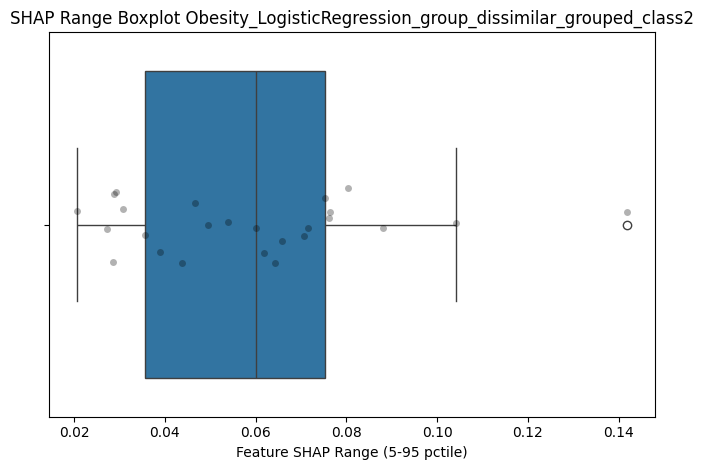 SHAP Range Boxplot Obesity_LogisticRegression_group_dissimilar_grouped_class2
0.02 0.04 0.06 0.08 0.10 0.12 0.14
Feature SHAP Range (5-95 pctile)